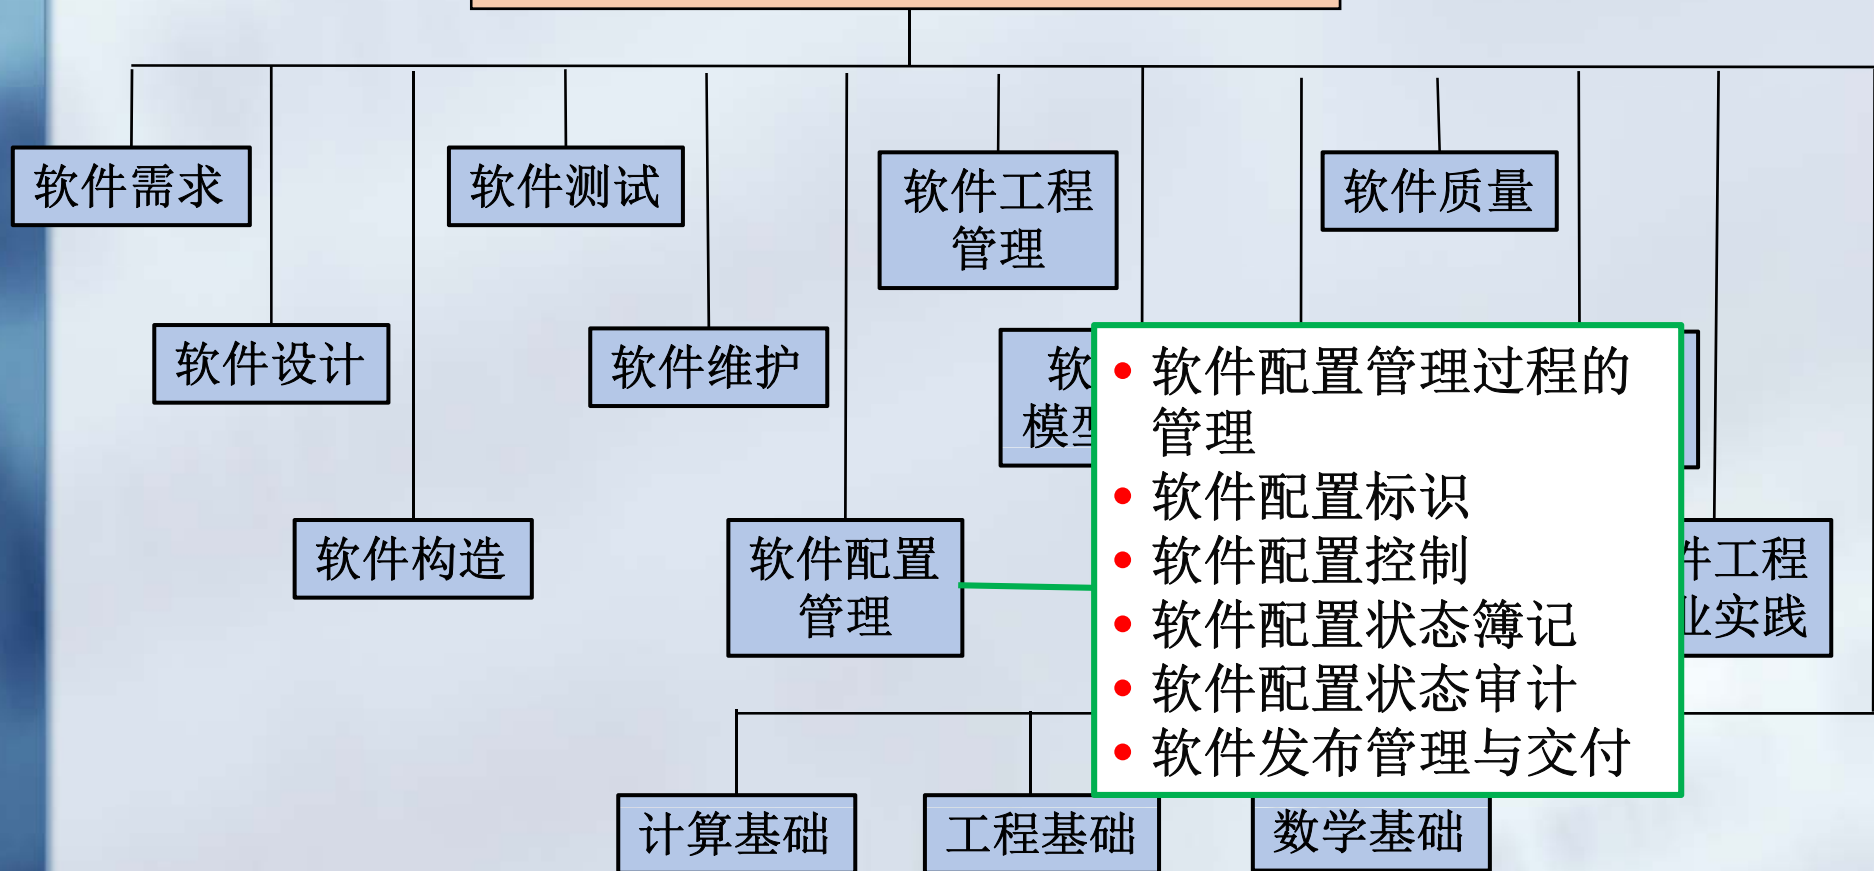 软件需求
软件测试
软件工程
管理
软件质量
软件设计
软件维护
软
模
• 软件配置管理过程的
管理
• 软件配置标识
• 软件配置控制
• 软件配置状态簿记
• 软件配置状态审计
• 软件发布管理与交付
软件构造
软件配置
管理
工程
实践
计算基础
工程基础
数学基础